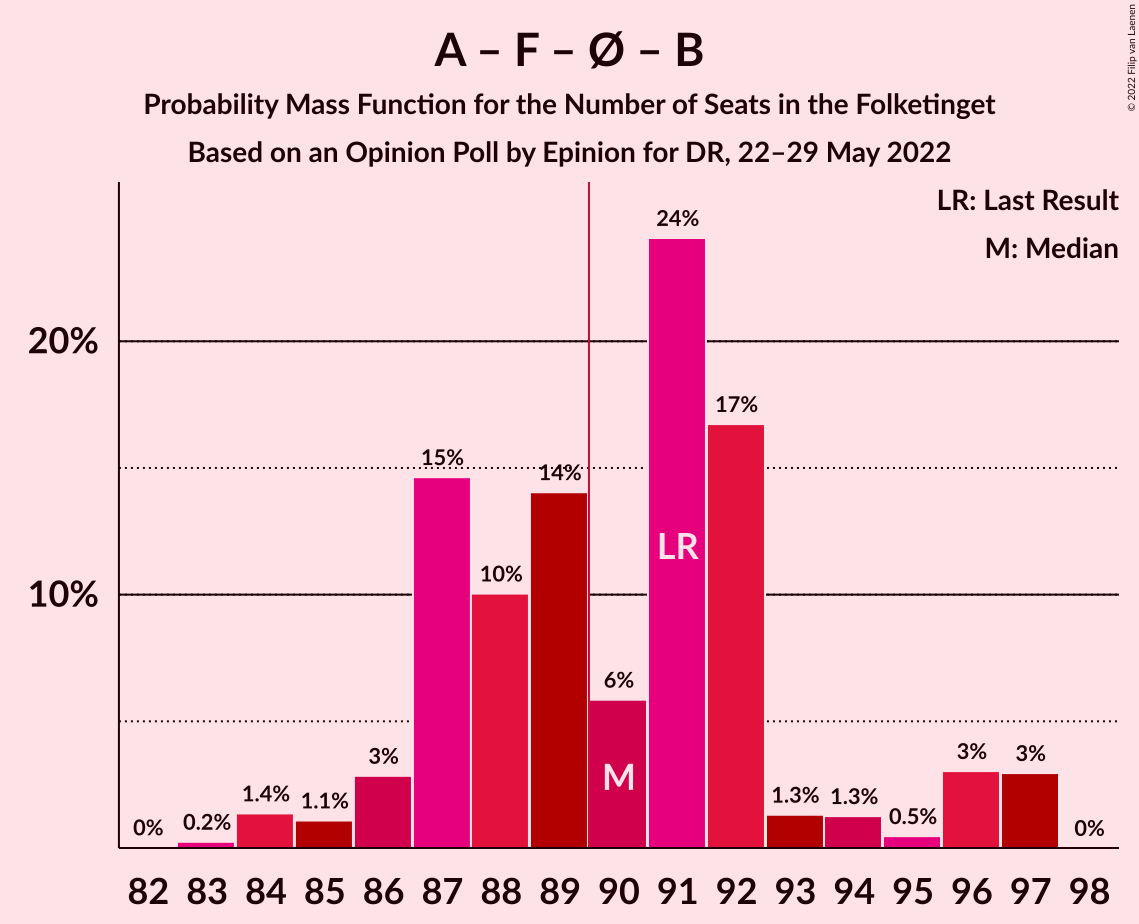 A – F – Ø – B
Probability Mass Function for the Number of Seats in the Folketinget
Based on an Opinion Poll by Epinion for DR, 22–29 May 2022
© 2022 Filip van Laenen
LR: Last Result
M: Median
20%
10%
0%
0.2%
1.4%
1.1%
3%
15%
10%
14%
6%
24%
17%
1.3%
1.3%
0.5%
3%
3%
0%
LR
M
82 83 84 85 86 87 88 89 90 91 92 93 94 95 96 97 98